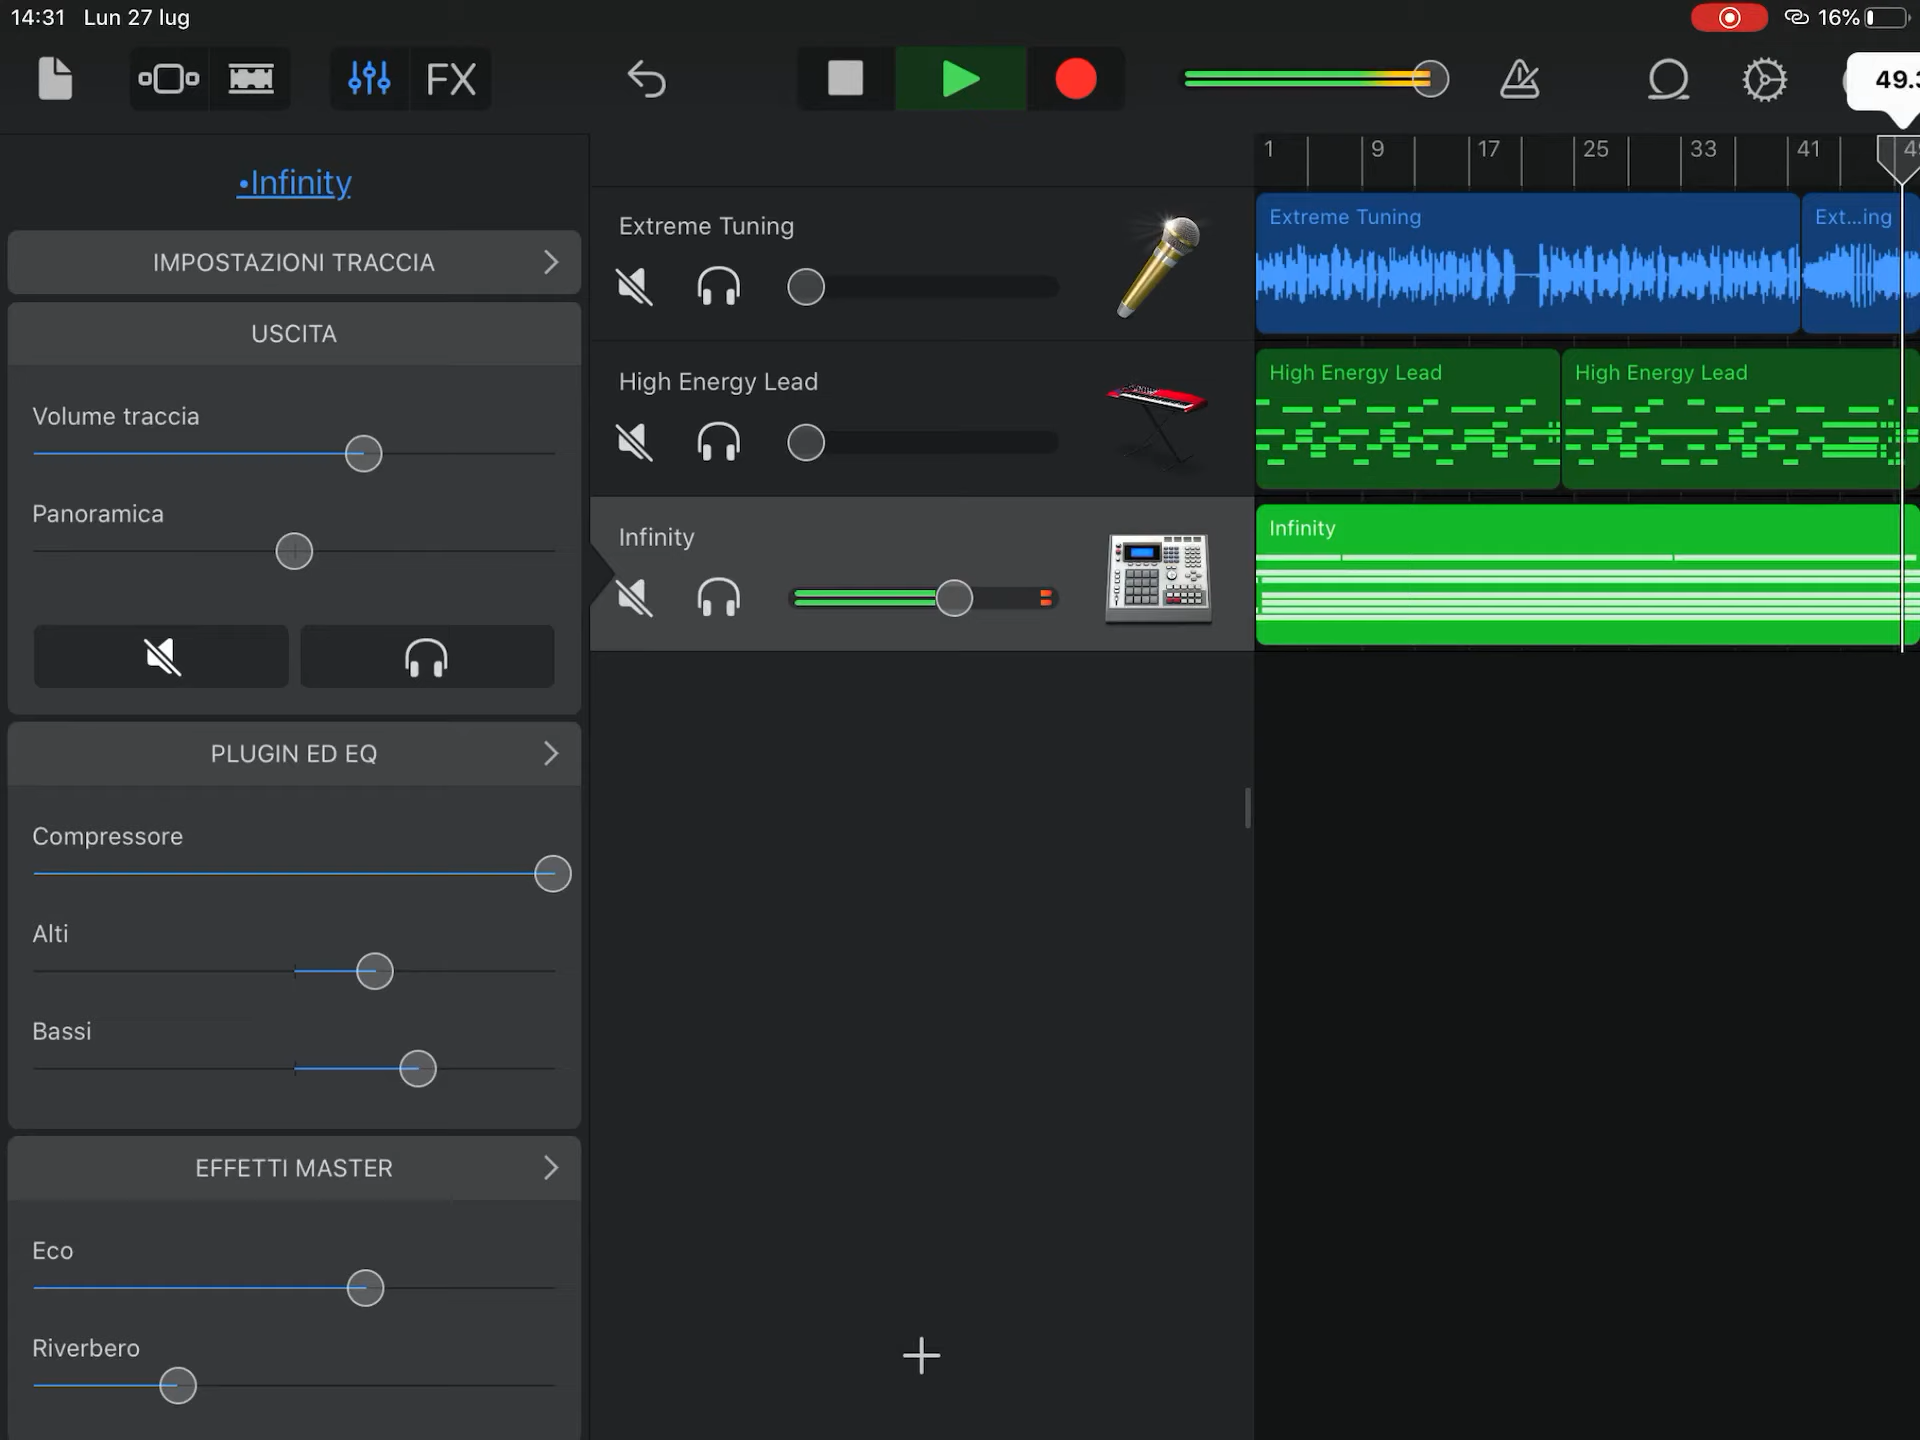 14:31 Lun 27 lug
16%
FX
49.3
•Infinity
1 9 17 25 33 41 49
IMPOSTAZIONI TRACCIA
Extreme Tuning
Extreme Tuning
Ext...ing
USCITA
Volume traccia
High Energy Lead
High Energy Lead
High Energy Lead
Panoramica
Infinity
Infinity
PLUGIN ED EQ
Compressore
Alti
Bassi
EFFETTI MASTER
Eco
Riverbero